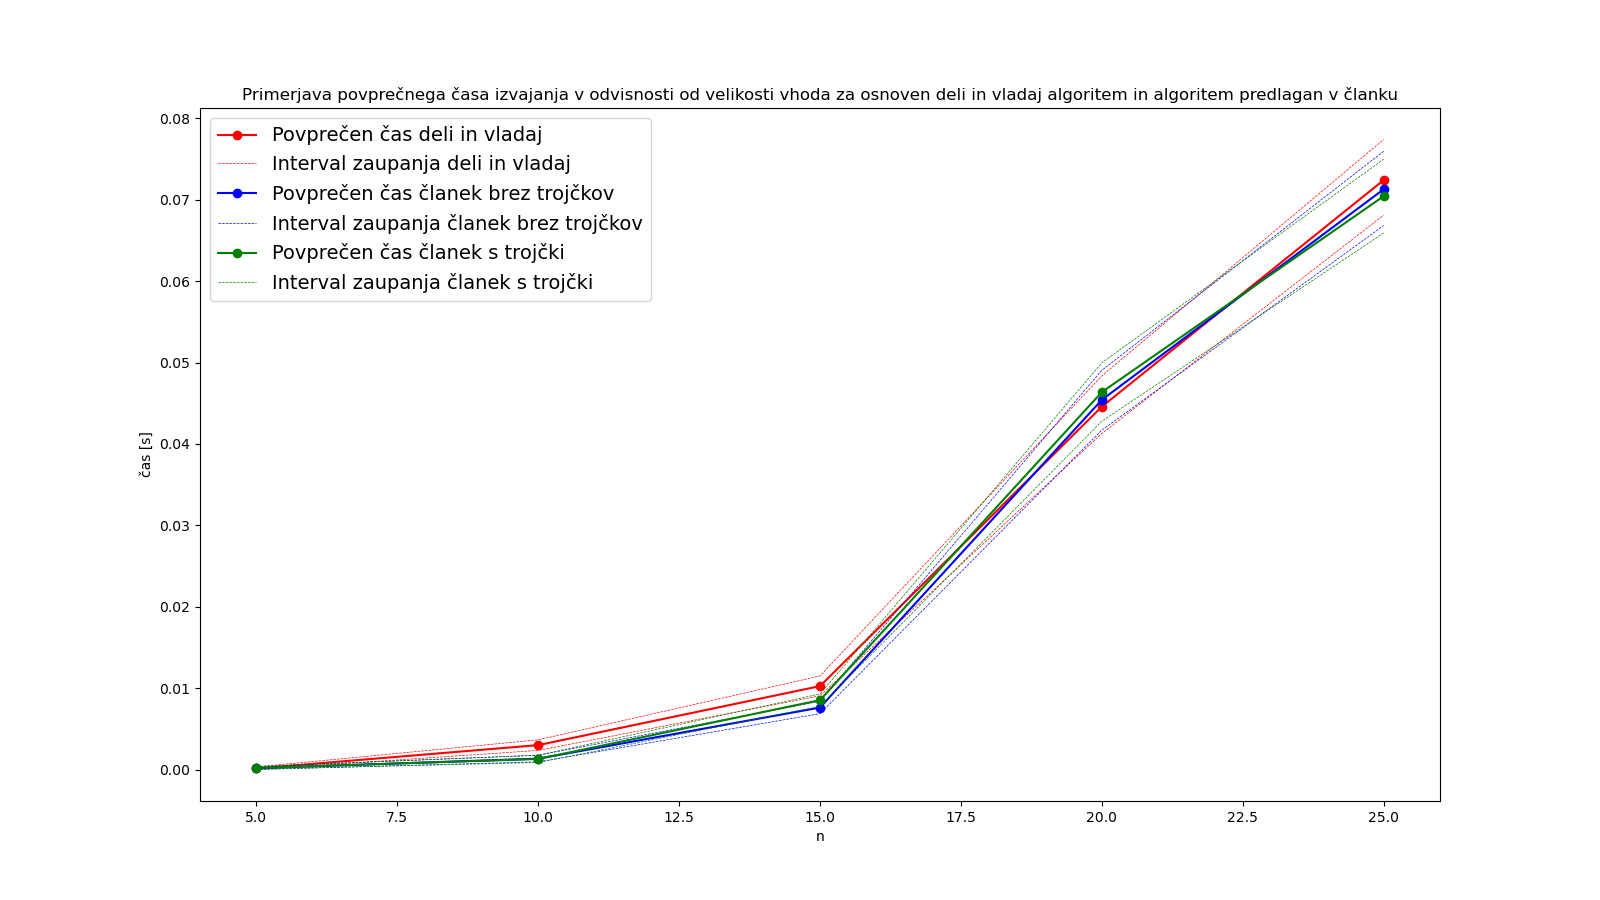 Primerjava povprečnega časa izvajanja v odvisnosti od velikosti vhoda za osnoven deli in vladaj algoritem in algoritem predlagan v članku
Povprečen čas deli in vladaj
Interval zaupanja deli in vladaj
Povprečen čas članek brez trojčkov
Interval zaupanja članek brez trojčkov
Povprečen čas članek s trojčki
Interval zaupanja članek s trojčki
0.08
0.07
0.06
0.05
0.04
0.03
0.02
0.01
0.00
čas [s]
5.0 7.5 10.0 12.5 15.0 17.5 20.0 22.5 25.0
n